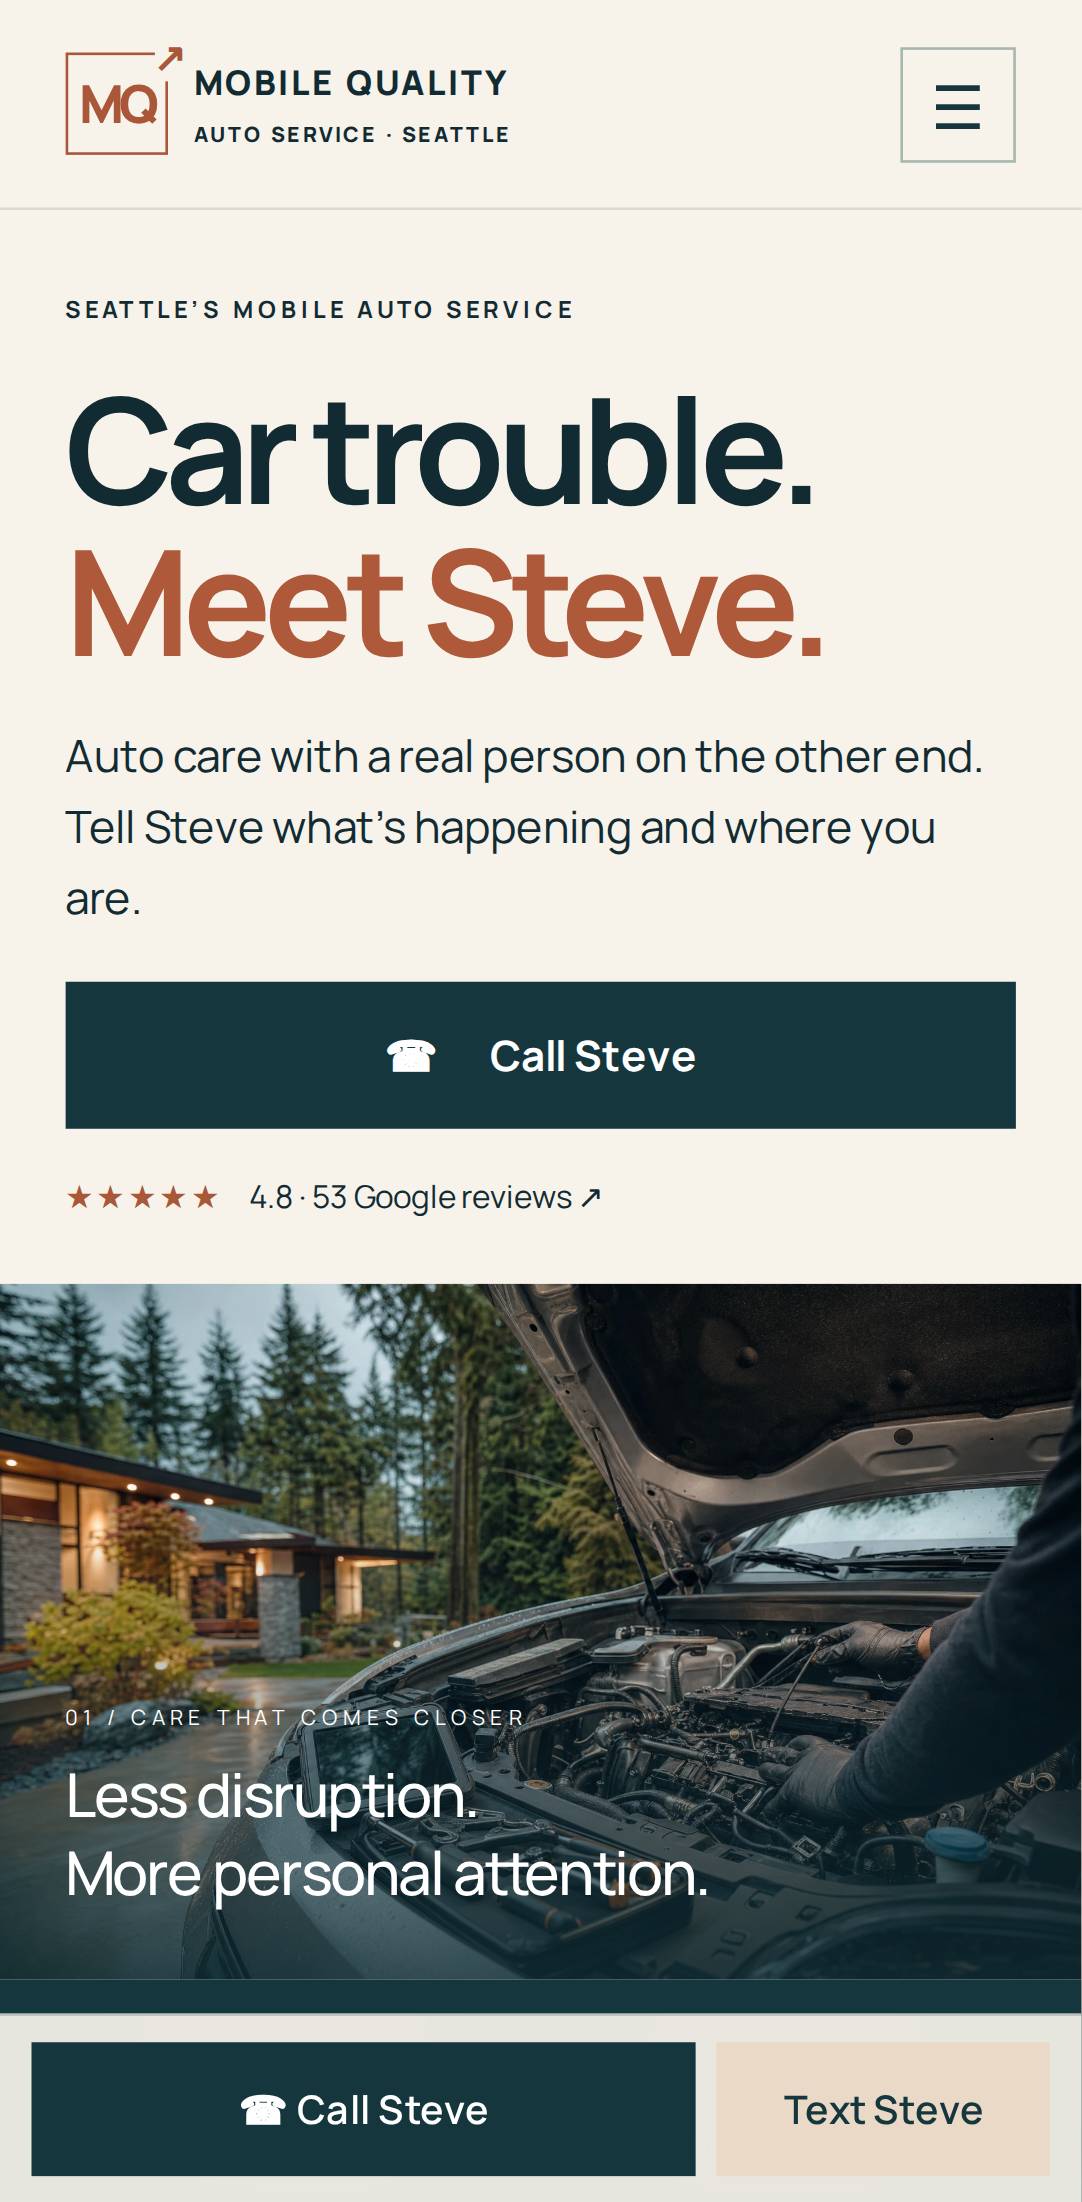 MQ↗
MOBILE QUALITY
AUTO SERVICE · SEATTLE
☰
SEATTLE’S MOBILE AUTO SERVICE
Car trouble.
Meet Steve.
Auto care with a real person on the other end.
Tell Steve what’s happening and where you
are.
☎ Call Steve
★★★★★ 4.8 · 53 Google reviews ↗
01 / CARE THAT COMES CLOSER
Less disruption.
More personal attention.
☎ Call Steve
Text Steve